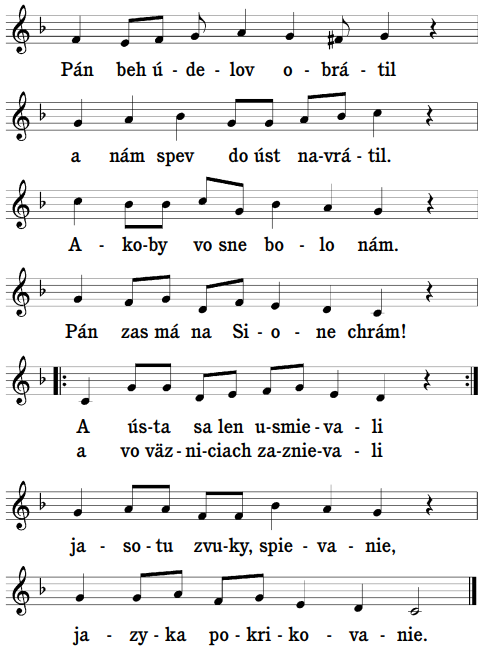 Pán beh ú - de - lov o - brá - til
a nám spev do úst na-vrá - til.
A - ko-by vo sne bo - lo nám.
Pán zas má na Si - o - ne chrám!
A ús-ta sa len u-smie-va - li
a vo väz-ni-ciach za-znie-va - li
ja - so-tu zvu-ky, spie-va - nie,
ja - zy - ka po-kri-ko - va - nie.